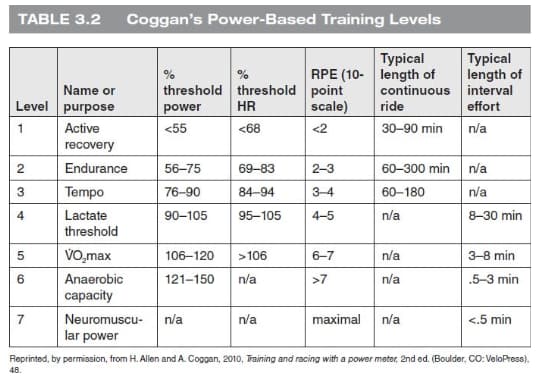 TABLE 3.2 Coggan's Power-Based Training Levels
Level Name or purpose % threshold power % threshold HR RPE (10-point scale) Typical length of continuous ride Typical length of interval effort
1 Active recovery <55 <68 <2 30–90 min n/a
2 Endurance 56–75 69–83 2–3 60–300 min n/a
3 Tempo 76–90 84–94 3–4 60–180 n/a
4 Lactate threshold 90–105 95–105 4–5 n/a 8–30 min
5 V̇O₂max 106–120 >106 6–7 n/a 3–8 min
6 Anaerobic capacity 121–150 n/a >7 n/a .5–3 min
7 Neuromuscu-lar power n/a n/a maximal n/a <.5 min
Reprinted, by permission, from H. Allen and A. Coggan, 2010, Training and racing with a power meter, 2nd ed. (Boulder, CO: VeloPress),
48.